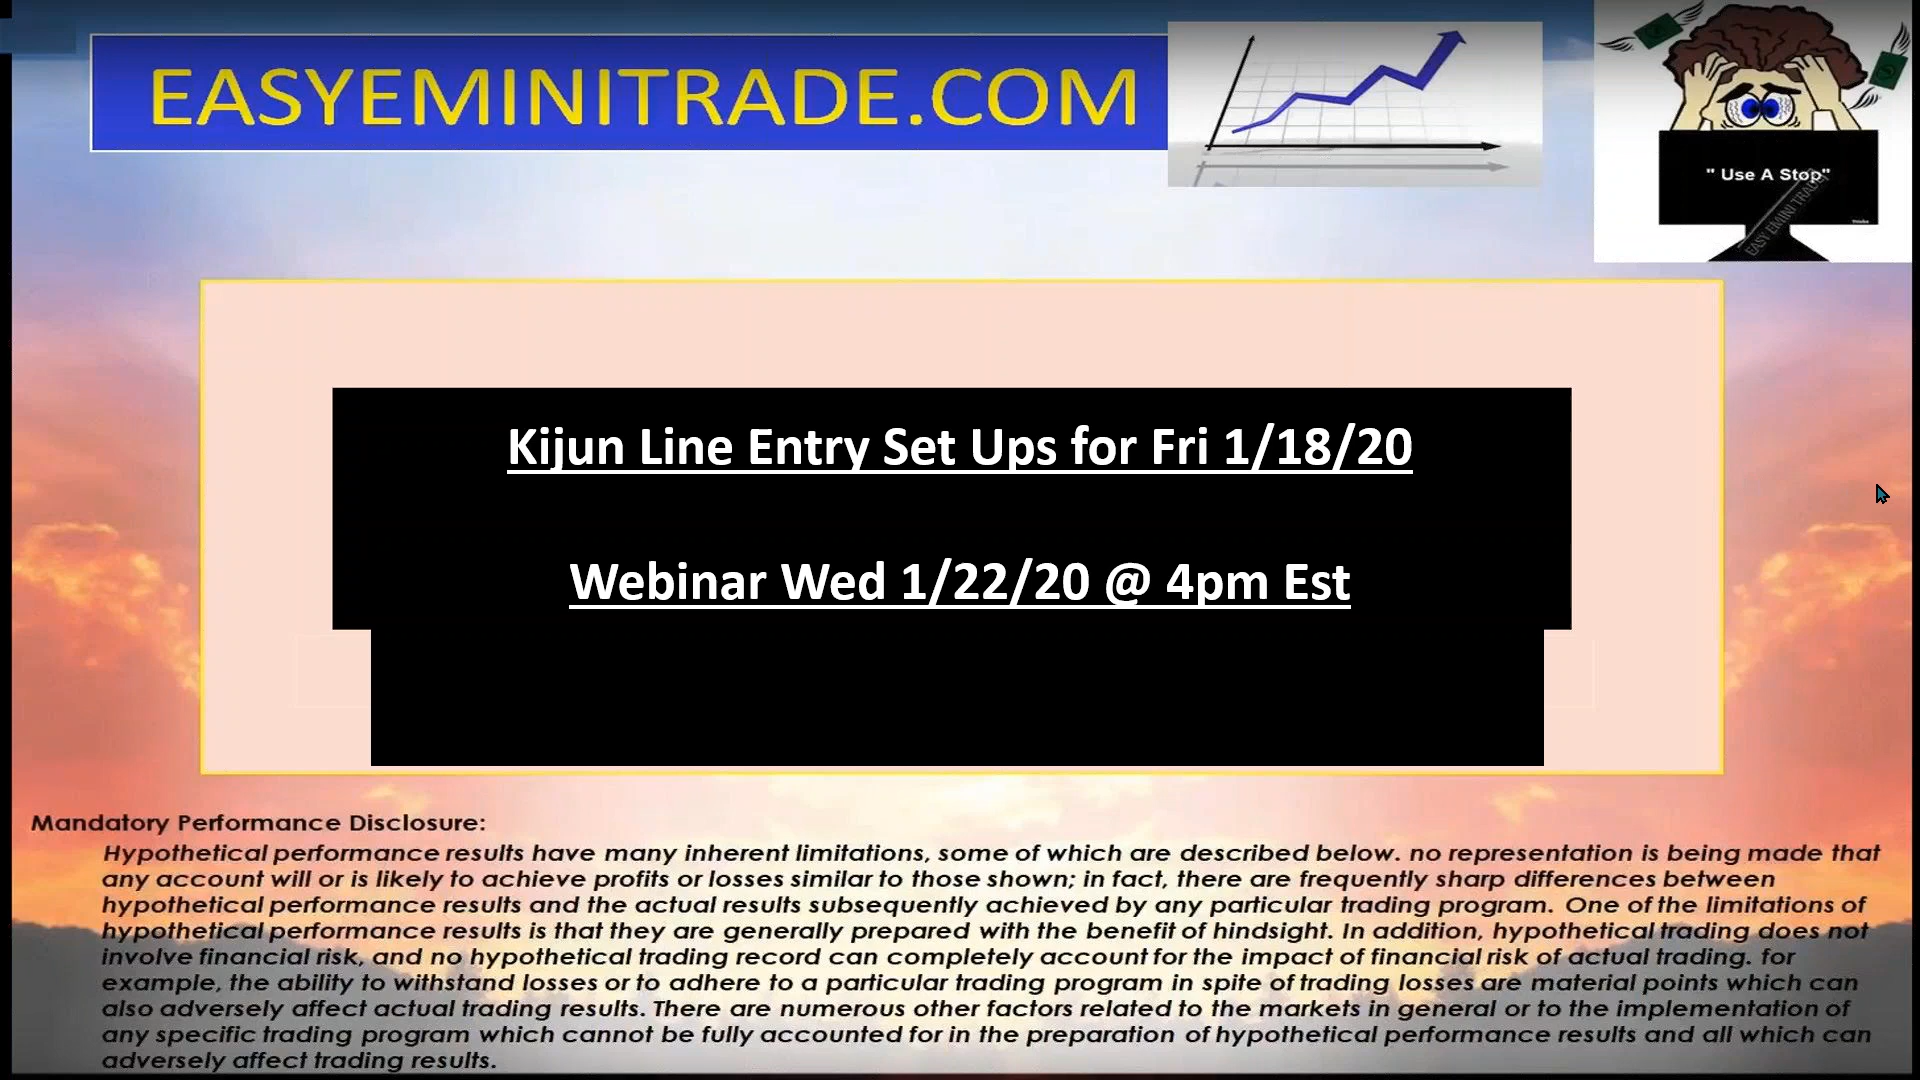 EASYEMINITRADE.COM
" Use A Stop"
EASY EMINI TRADE
Kijun Line Entry Set Ups for Fri 1/18/20
Webinar Wed 1/22/20 @ 4pm Est
Mandatory Performance Disclosure:
Hypothetical performance results have many inherent limitations, some of which are described below. no representation is being made that
any account will or is likely to achieve profits or losses similar to those shown; in fact, there are frequently sharp differences between
hypothetical performance results and the actual results subsequently achieved by any particular trading program. One of the limitations of
hypothetical performance results is that they are generally prepared with the benefit of hindsight. In addition, hypothetical trading does not
involve financial risk, and no hypothetical trading record can completely account for the impact of financial risk of actual trading. for
example, the ability to withstand losses or to adhere to a particular trading program in spite of trading losses are material points which can
also adversely affect actual trading results. There are numerous other factors related to the markets in general or to the implementation of
any specific trading program which cannot be fully accounted for in the preparation of hypothetical performance results and all which can
adversely affect trading results.